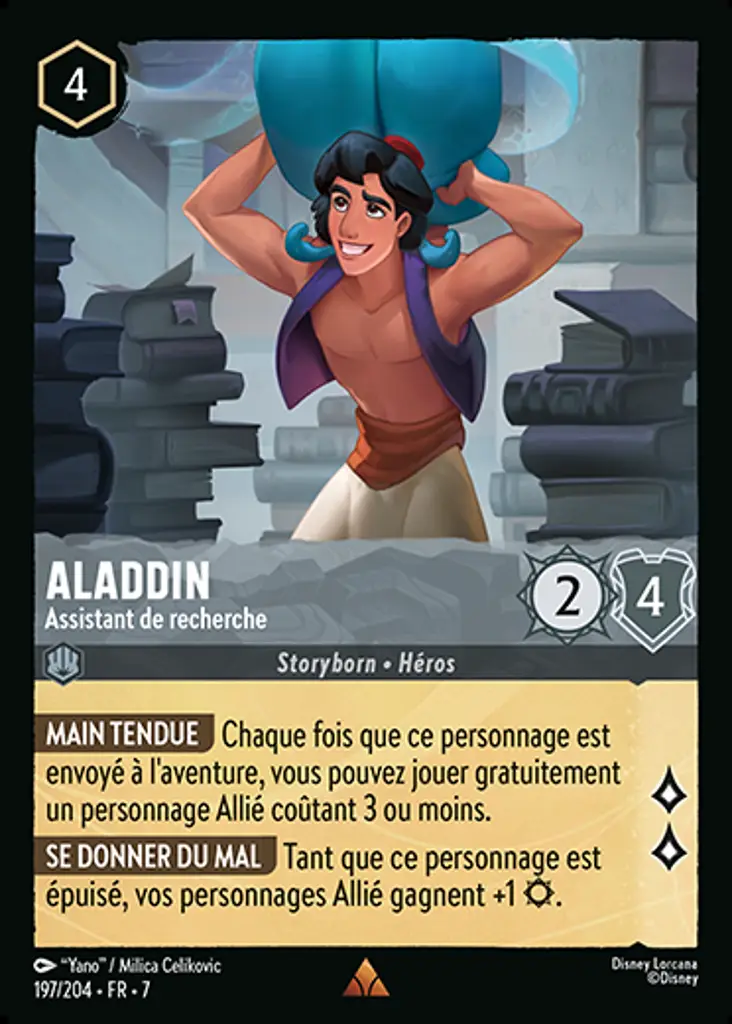 4
ALADDIN
Assistant de recherche
2
4
Storyborn • Héros
MAIN TENDUE Chaque fois que ce personnage est
envoyé à l'aventure, vous pouvez jouer gratuitement
un personnage Allié coûtant 3 ou moins.
SE DONNER DU MAL Tant que ce personnage est
épuisé, vos personnages Allié gagnent +1 .
"Yano" / Milica Celikovic
Disney Lorcana
197/204 • FR • 7
©Disney